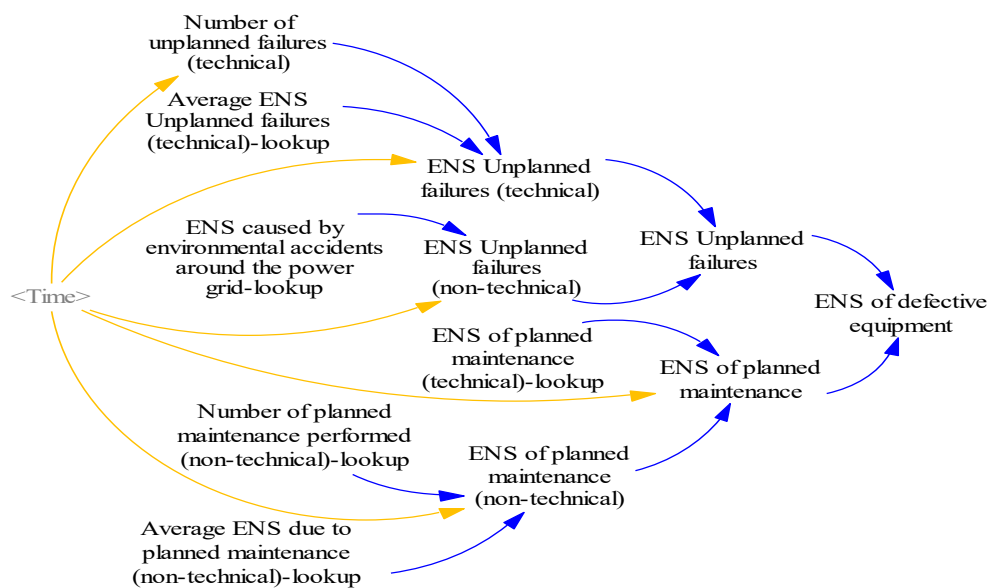 Number of
unplanned failures
(technical)
Average ENS
Unplanned failures
(technical)-lookup
ENS Unplanned
failures (technical)
ENS caused by
environmental accidents
around the power
grid-lookup
ENS Unplanned
failures
(non-technical)
ENS Unplanned
failures
<Time>
ENS of defective
equipment
ENS of planned
maintenance
(technical)-lookup
ENS of planned
maintenance
Number of planned
maintenance performed
(non-technical)-lookup
ENS of planned
maintenance
(non-technical)
Average ENS due to
planned maintenance
(non-technical)-lookup